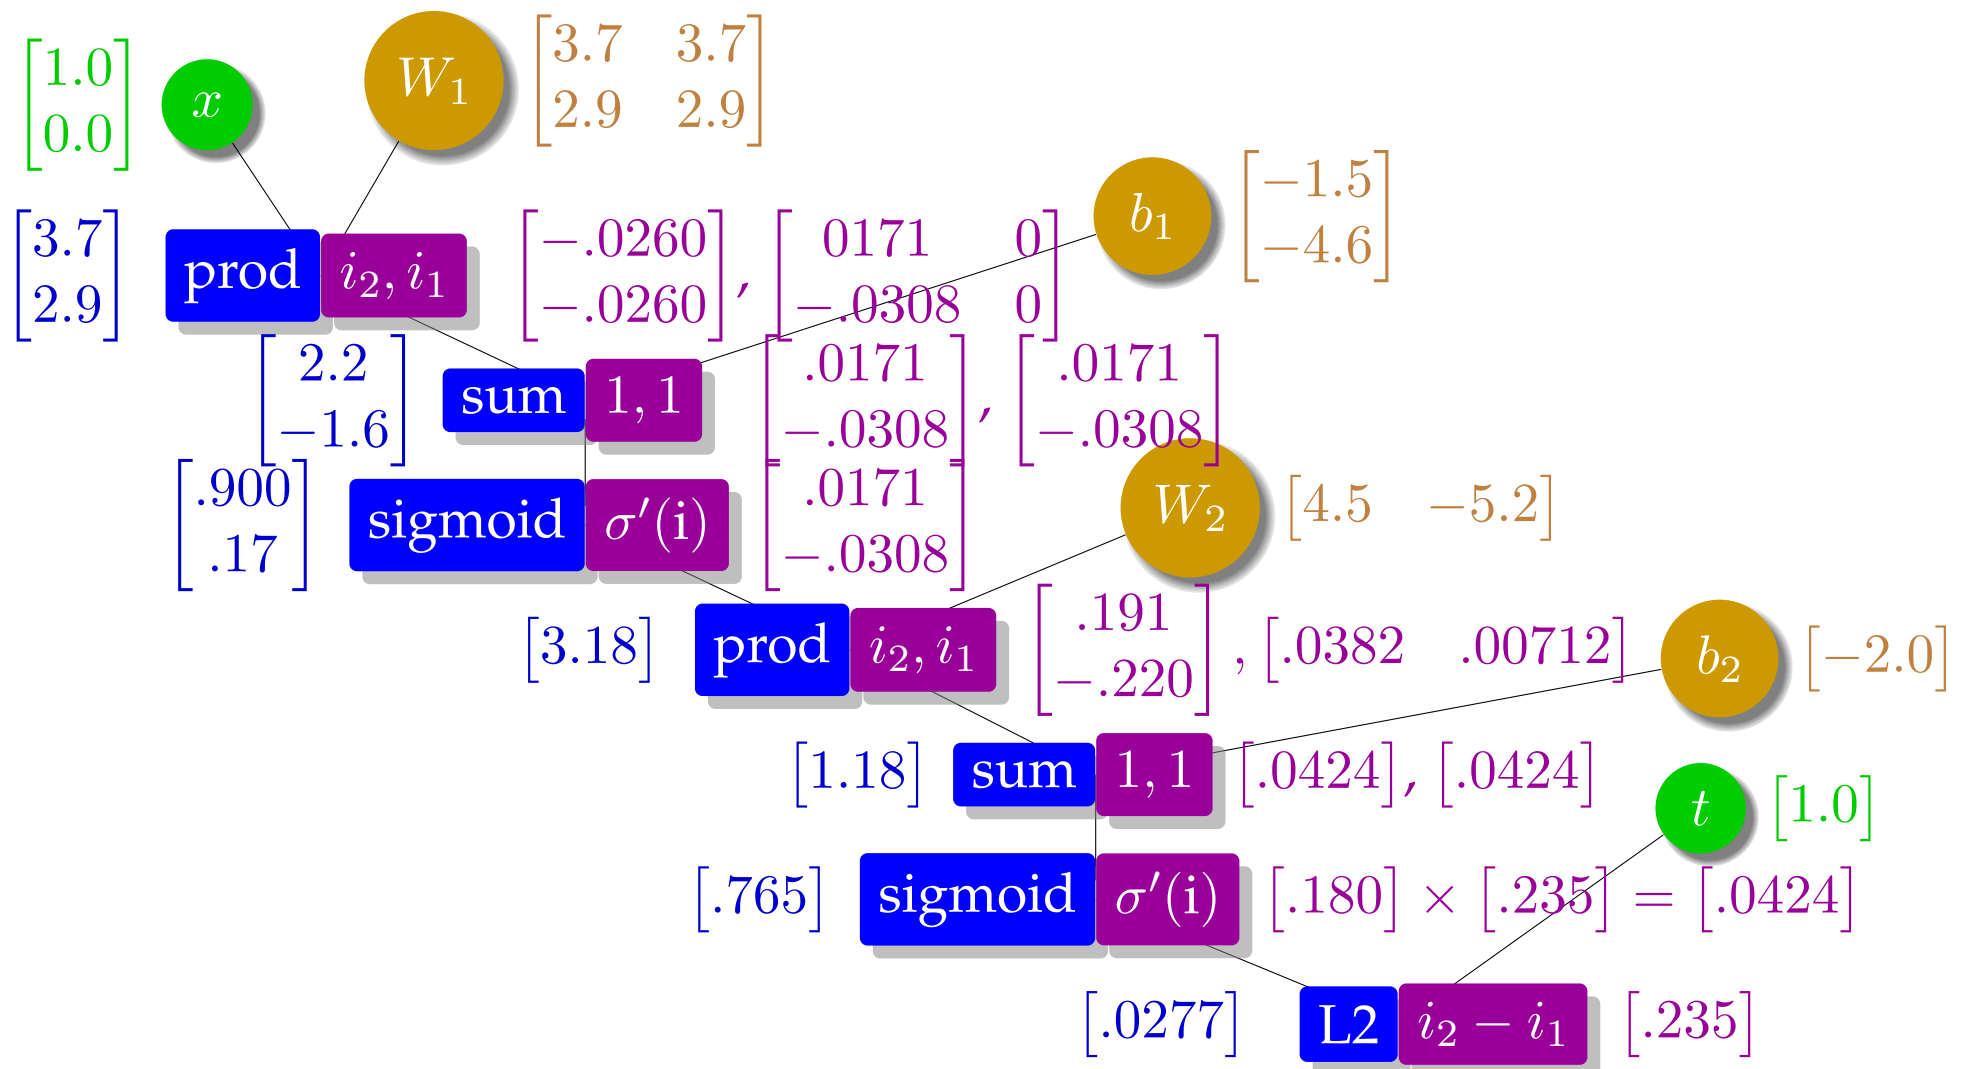 [1.0 0.0] x W₁ [3.7 3.7 2.9 2.9]
b₁ [−1.5 −4.6]
[3.7 2.9] prod i₂, i₁ [−.0260 −.0260], [0171 0 −.0308 0]
[2.2 −1.6] sum 1, 1 [.0171 −.0308], [.0171 −.0308]
[.900 .17] sigmoid σ′(i) [.0171 −.0308] W₂ [4.5 −5.2]
[3.18] prod i₂, i₁ [.191 −.220], [.0382 .00712] b₂ [−2.0]
[1.18] sum 1, 1 [.0424], [.0424] t [1.0]
[.765] sigmoid σ′(i) [.180] × [.235] = [.0424]
[.0277] L2 i₂ − i₁ [.235]